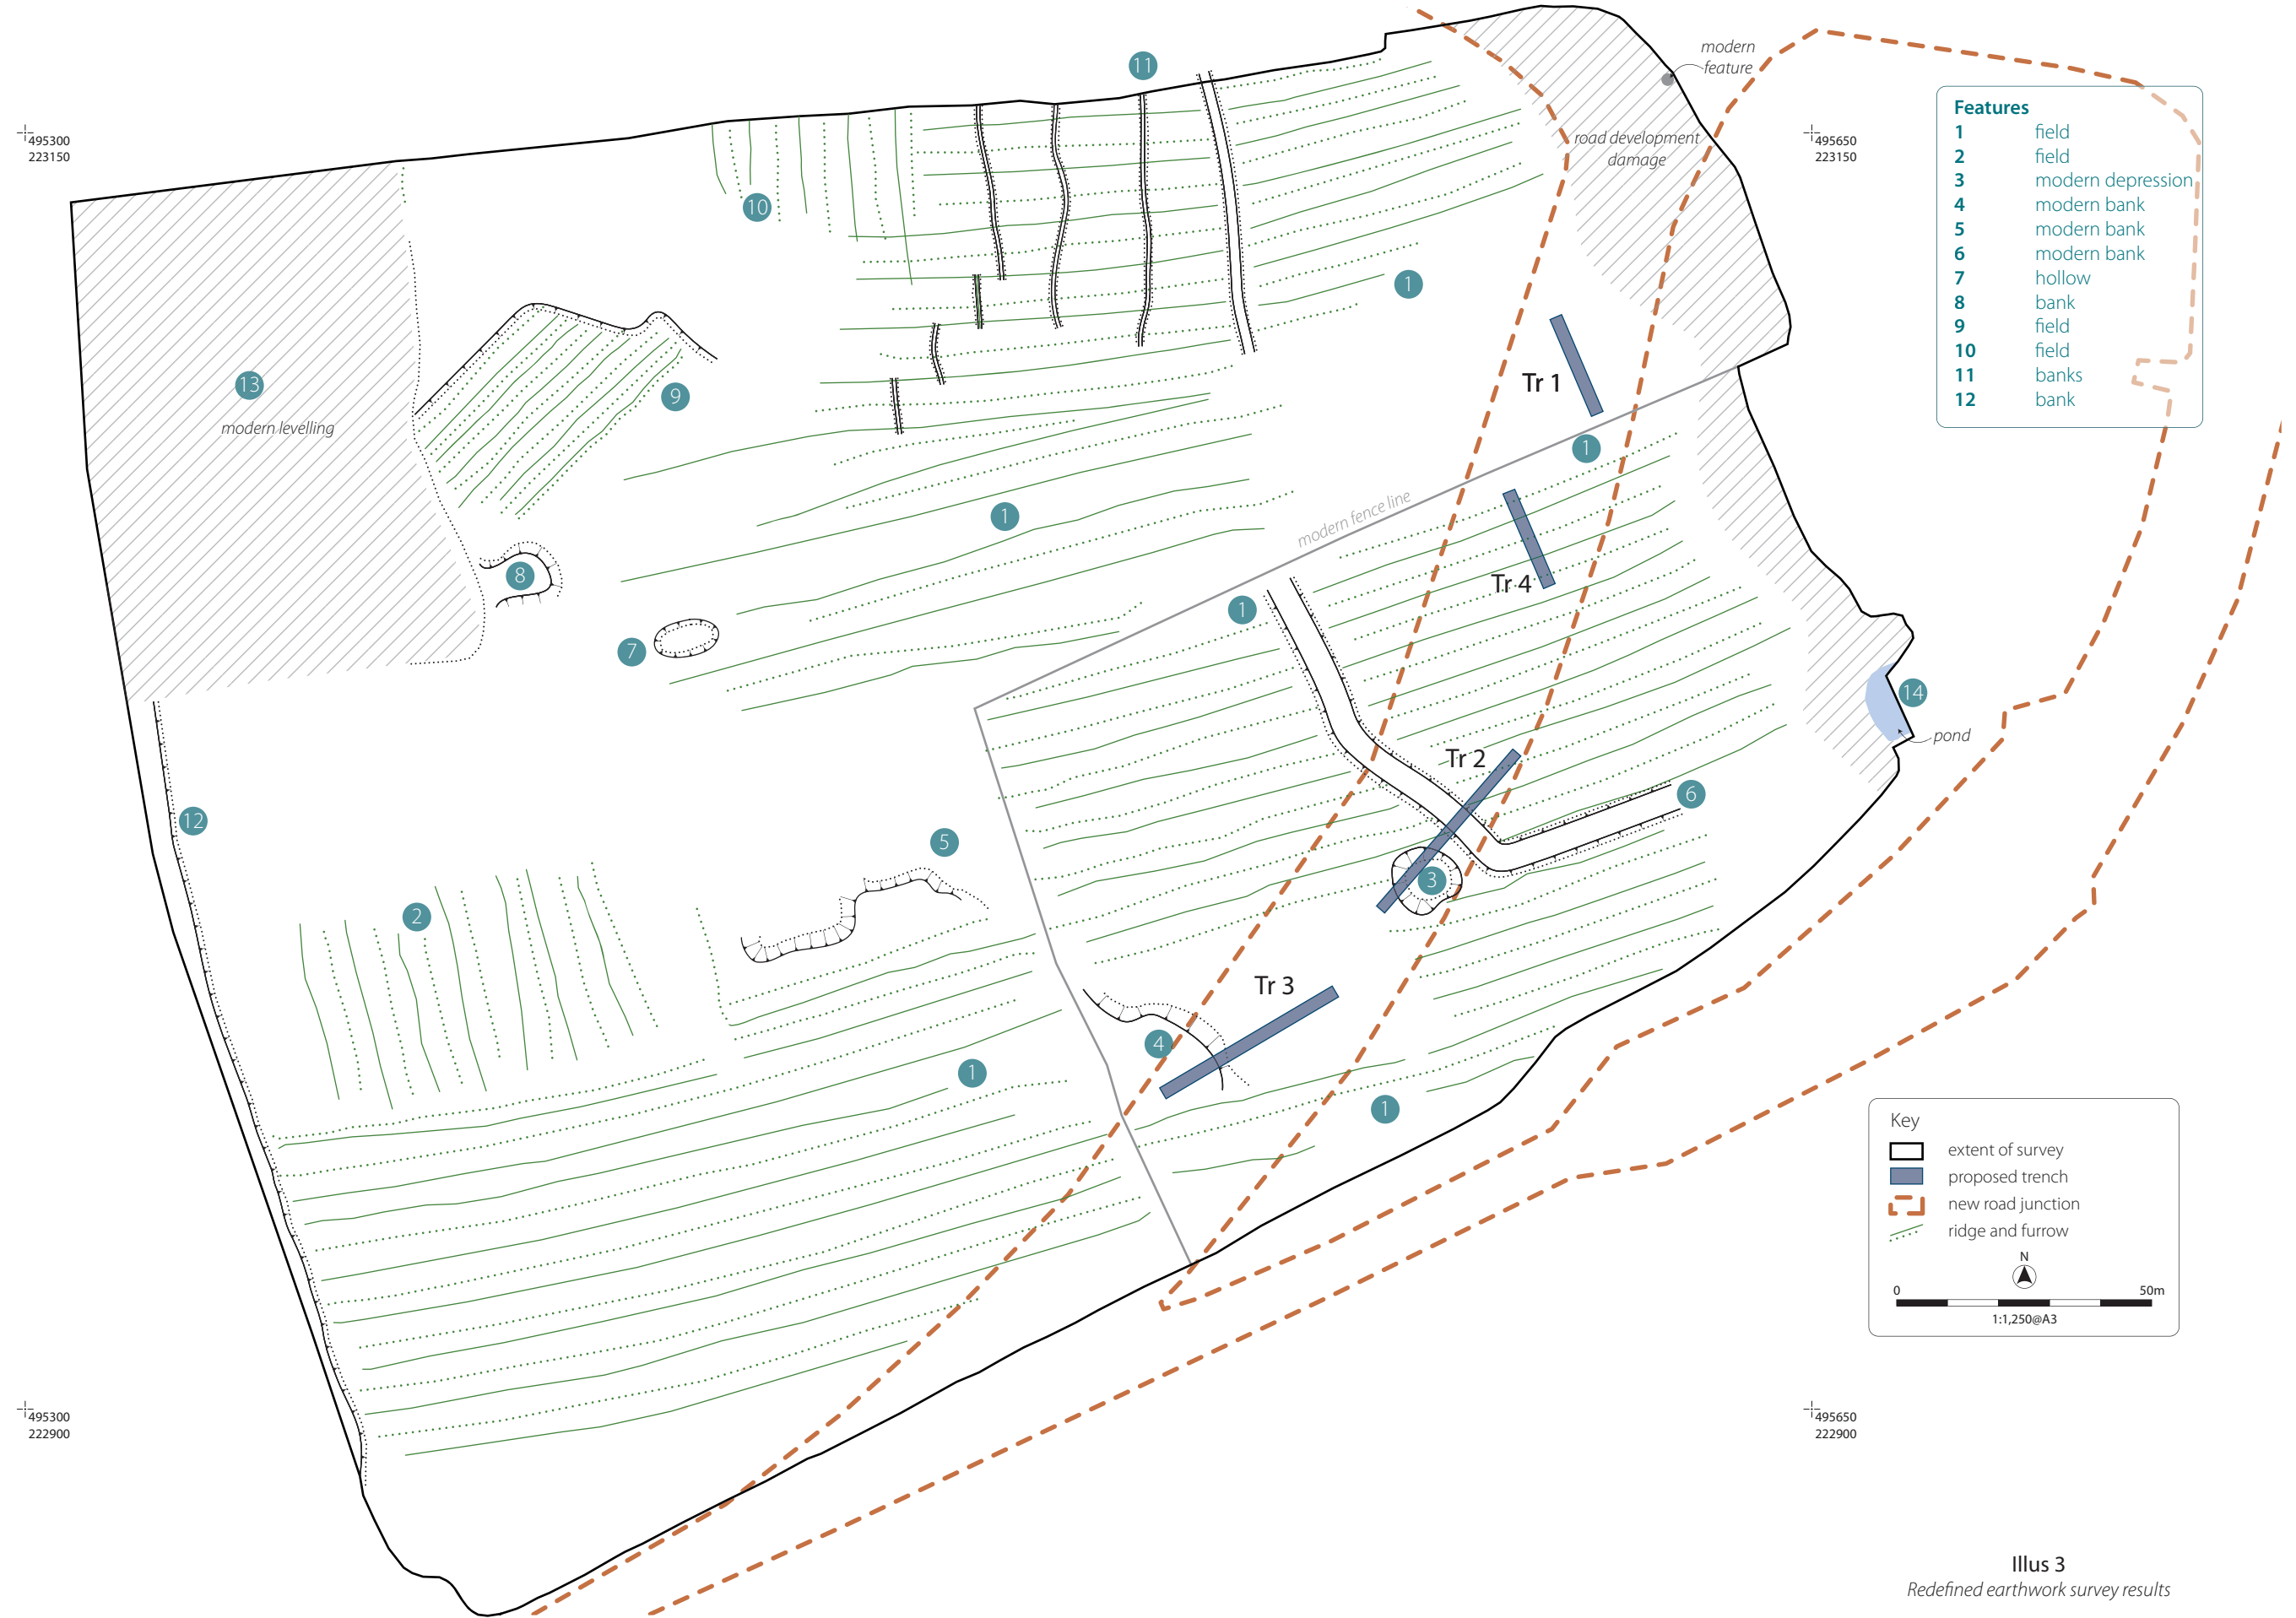 11
modern
feature
495300
223150
road development
damage
495650
223150
Features
1 field
2 field
3 modern depression
4 modern bank
5 modern bank
6 modern bank
7 hollow
8 bank
9 field
10 field
11 banks
12 bank
10
1
13
modern levelling
9
Tr 1
1
modern fence line
1
8
Tr 4
1
7
14
pond
Tr 2
6
12
5
3
2
Tr 3
4
1
1
Key
extent of survey
proposed trench
new road junction
ridge and furrow
N
0 50m
1:1,250@A3
495300
222900
495650
222900
Illus 3
Redefined earthwork survey results